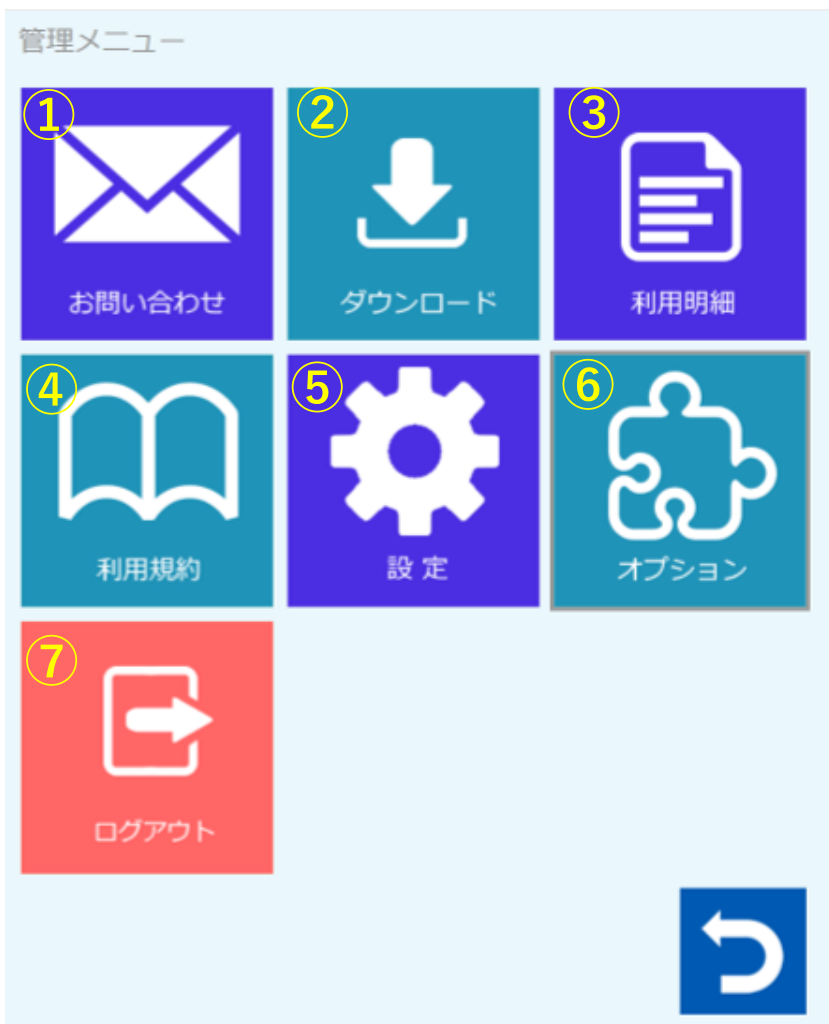 管理メニュー
① ② ③
お問い合わせ ダウンロード 利用明細
④ ⑤ ⑥
利用規約 設 定 オプション
⑦
ログアウト